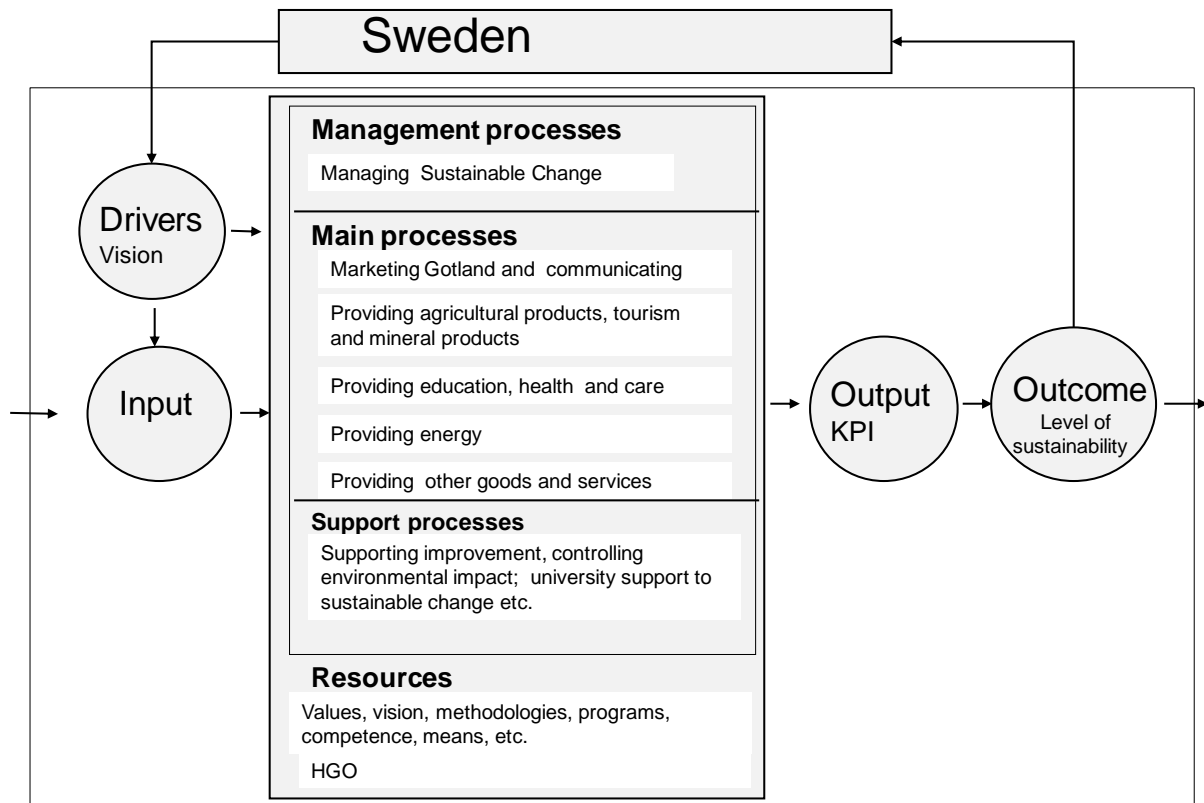 Sweden
Management processes
Managing Sustainable Change
Drivers
Vision
Main processes
Marketing Gotland and communicating
Providing agricultural products, tourism
and mineral products
Providing education, health and care
Providing energy
Providing other goods and services
Input
Output
KPI
Outcome
Level of
sustainability
Support processes
Supporting improvement, controlling
environmental impact; university support to
sustainable change etc.
Resources
Values, vision, methodologies, programs,
competence, means, etc.
HGO